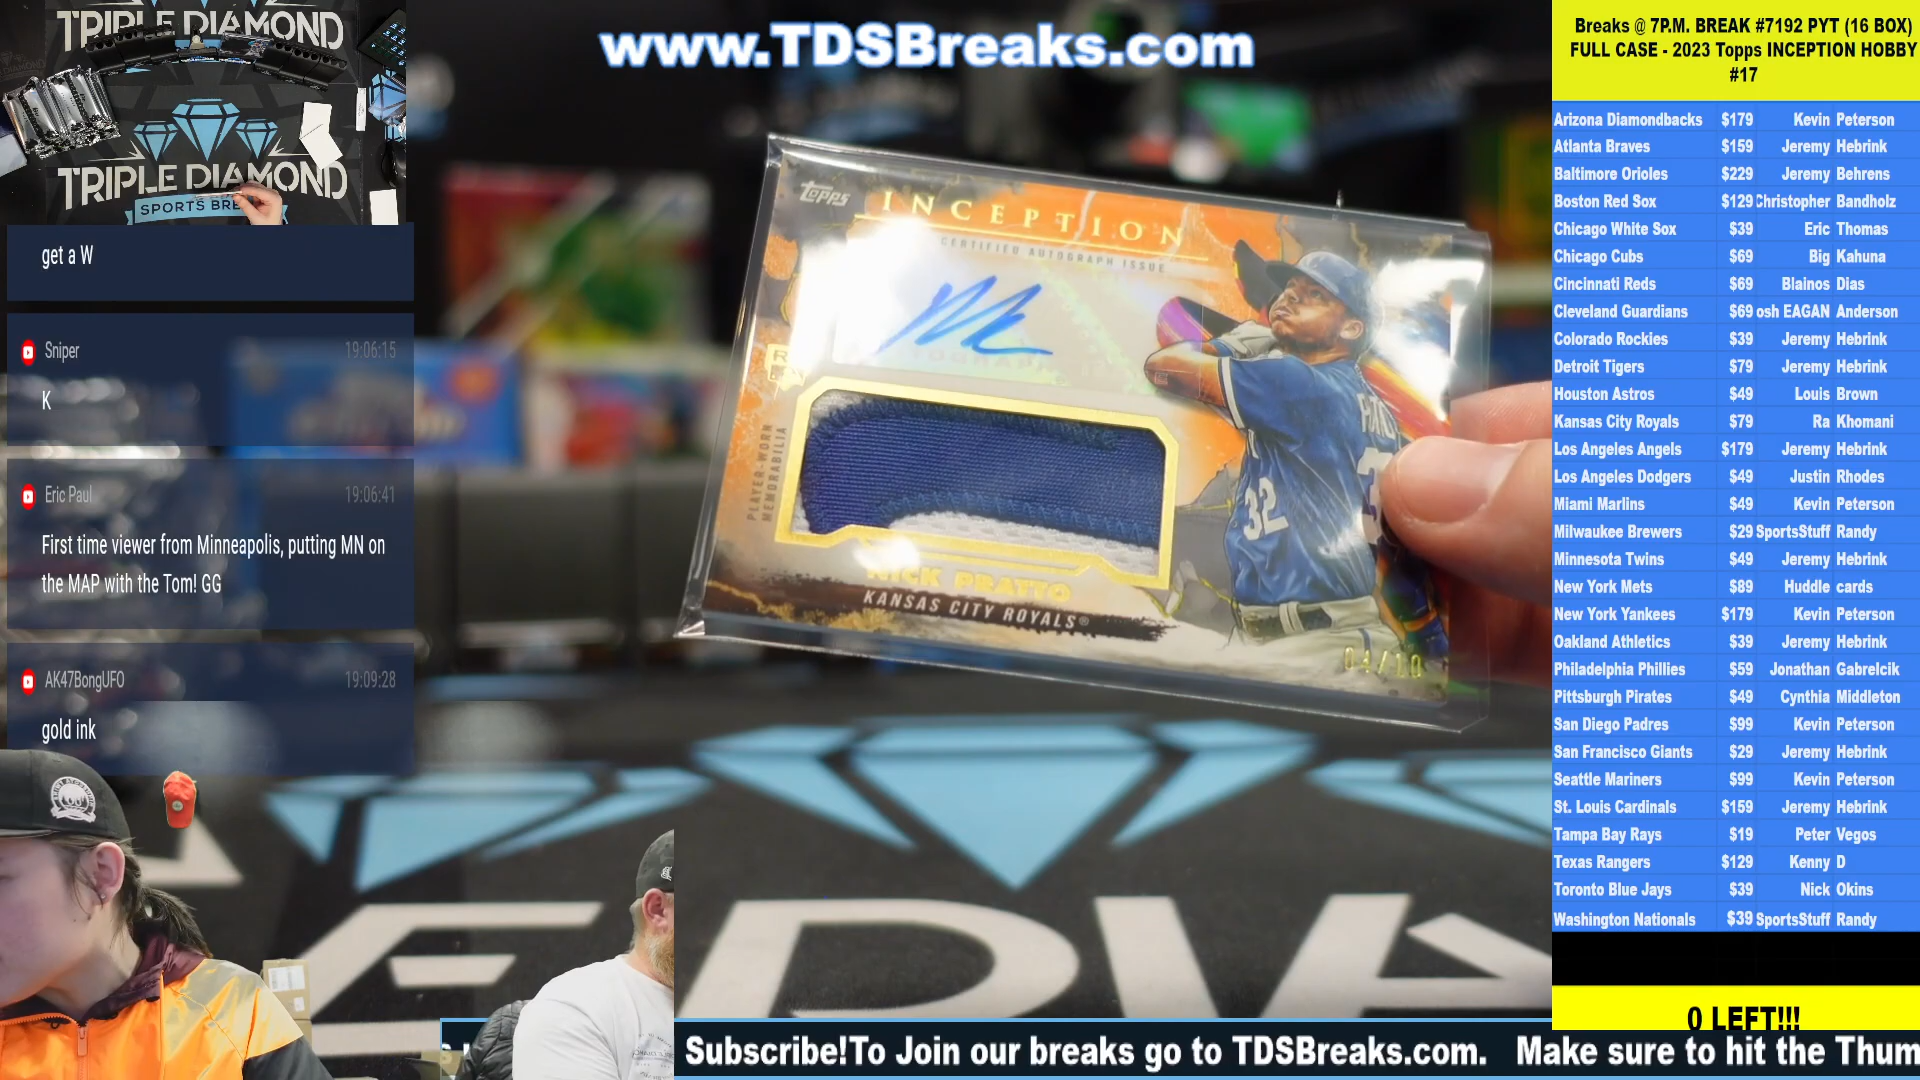 TRIPLE DIAMOND
TRIPLE DIAMOND
SPORTS BRE
get a W
Sniper 19:06:15
K
Eric Paul 19:06:41
First time viewer from Minneapolis, putting MN on
the MAP with the Tom! GG
AK47BongUFO 19:09:28
gold ink
www.TDSBreaks.com
Topps
INCEPTION
CERTIFIED AUTOGRAPH ISSUE
PLAYER-WORN
MEMORABILIA
32
NICK PRATTO
KANSAS CITY ROYALS®
04/10
Breaks @ 7P.M. BREAK #7192 PYT (16 BOX)
FULL CASE - 2023 Topps INCEPTION HOBBY
#17
Arizona Diamondbacks $179 Kevin Peterson
Atlanta Braves $159 Jeremy Hebrink
Baltimore Orioles $229 Jeremy Behrens
Boston Red Sox $129 Christopher Bandholz
Chicago White Sox $39 Eric Thomas
Chicago Cubs $69 Big Kahuna
Cincinnati Reds $69 Blainos Dias
Cleveland Guardians $69 osh EAGAN Anderson
Colorado Rockies $39 Jeremy Hebrink
Detroit Tigers $79 Jeremy Hebrink
Houston Astros $49 Louis Brown
Kansas City Royals $79 Ra Khomani
Los Angeles Angels $179 Jeremy Hebrink
Los Angeles Dodgers $49 Justin Rhodes
Miami Marlins $49 Kevin Peterson
Milwaukee Brewers $29 SportsStuff Randy
Minnesota Twins $49 Jeremy Hebrink
New York Mets $89 Huddle cards
New York Yankees $179 Kevin Peterson
Oakland Athletics $39 Jeremy Hebrink
Philadelphia Phillies $59 Jonathan Gabrelcik
Pittsburgh Pirates $49 Cynthia Middleton
San Diego Padres $99 Kevin Peterson
San Francisco Giants $29 Jeremy Hebrink
Seattle Mariners $99 Kevin Peterson
St. Louis Cardinals $159 Jeremy Hebrink
Tampa Bay Rays $19 Peter Vegos
Texas Rangers $129 Kenny D
Toronto Blue Jays $39 Nick Okins
Washington Nationals $39 SportsStuff Randy
0 LEFT!!!
Subscribe!To Join our breaks go to TDSBreaks.com. Make sure to hit the Thum